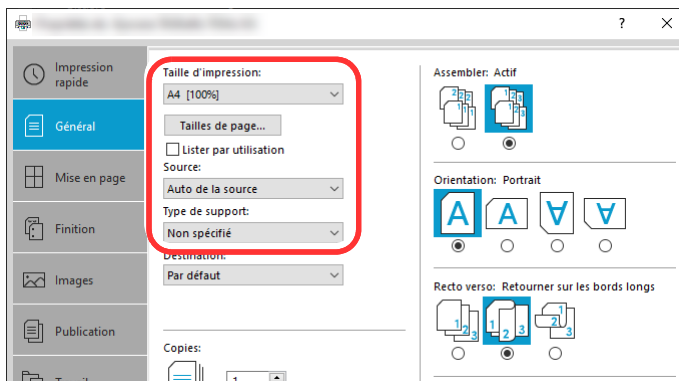 ?
Impression
rapide
Général
Mise en page
Finition
Images
Publication
Taille d'impression:
A4 [100%]
Tailles de page...
Lister par utilisation
Source:
Auto de la source
Type de support:
Non spécifié
Destination:
Par défaut
Copies:
1
Assembler: Actif
Orientation: Portrait
Recto verso: Retourner sur les bords longs